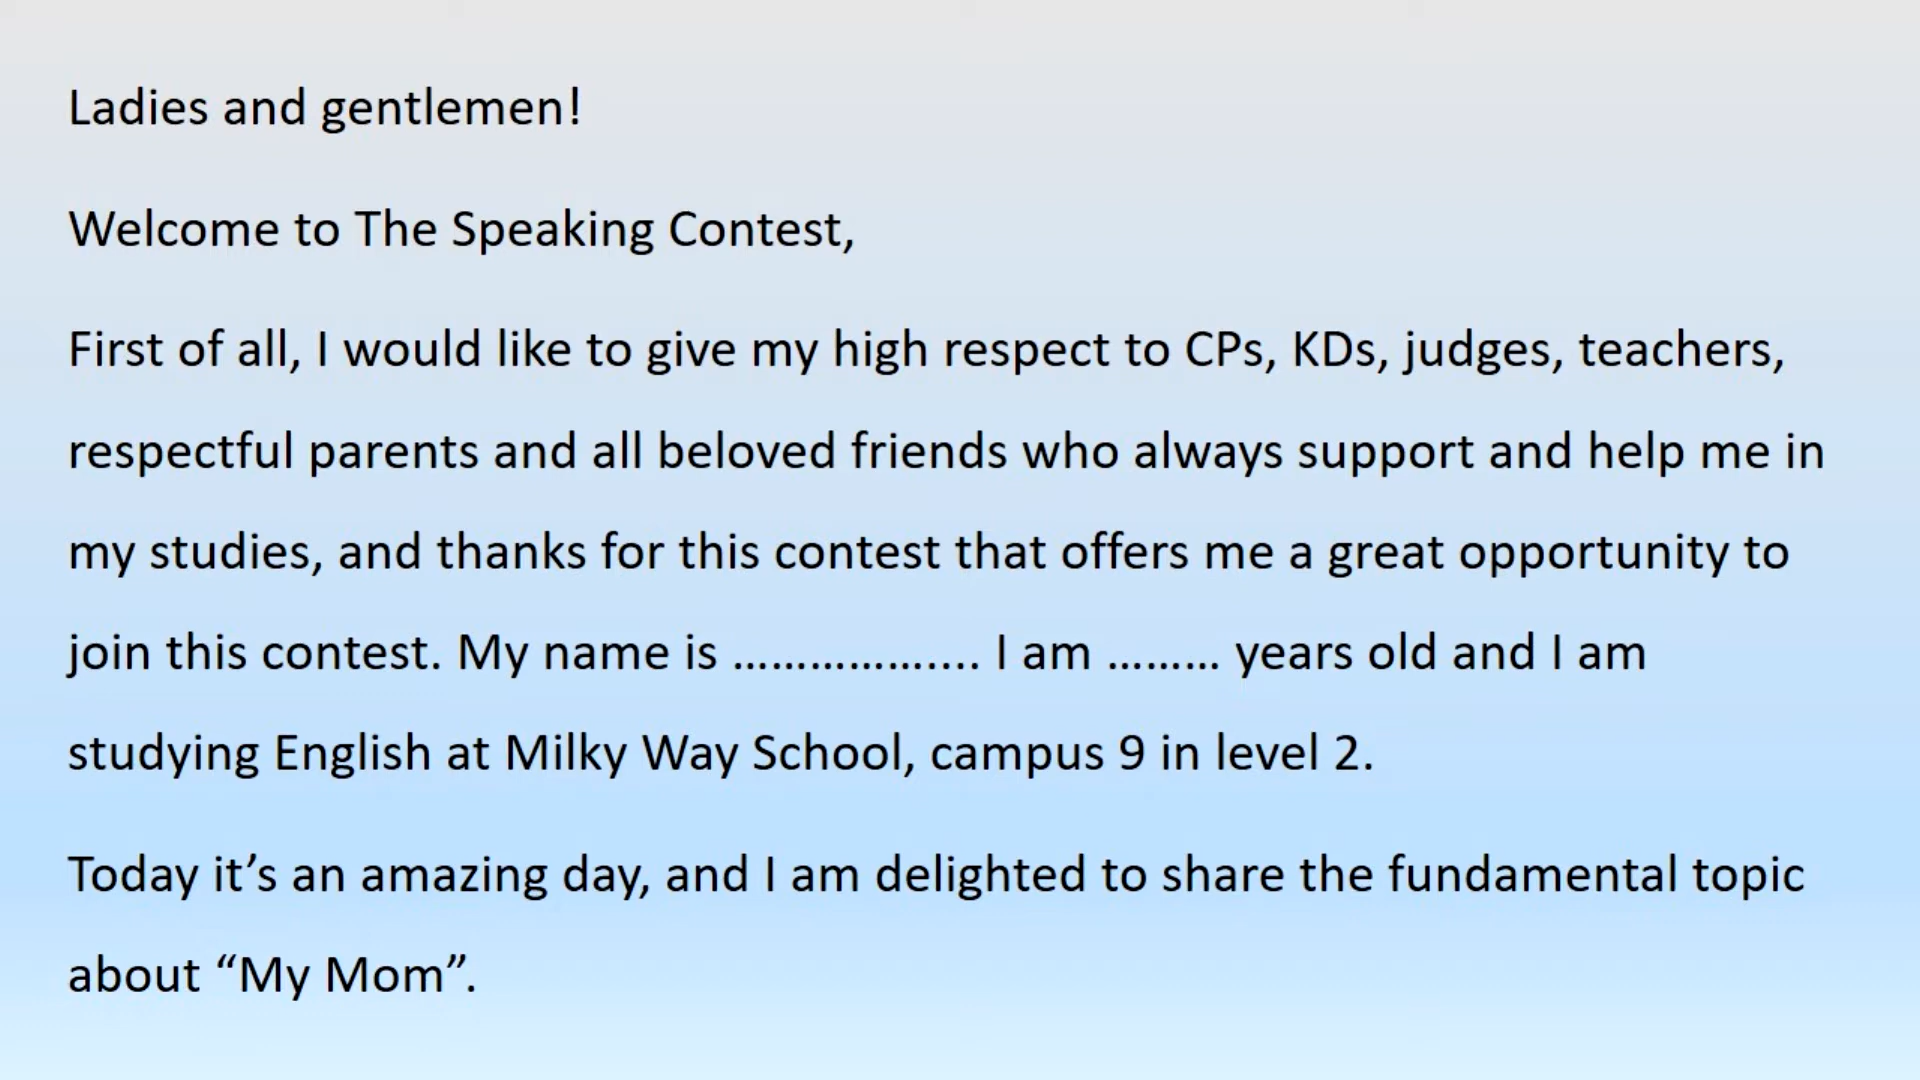 Ladies and gentlemen!
Welcome to The Speaking Contest,
First of all, I would like to give my high respect to CPs, KDs, judges, teachers,
respectful parents and all beloved friends who always support and help me in
my studies, and thanks for this contest that offers me a great opportunity to
join this contest. My name is ……………..... I am ……… years old and I am
studying English at Milky Way School, campus 9 in level 2.
Today it’s an amazing day, and I am delighted to share the fundamental topic
about “My Mom”.